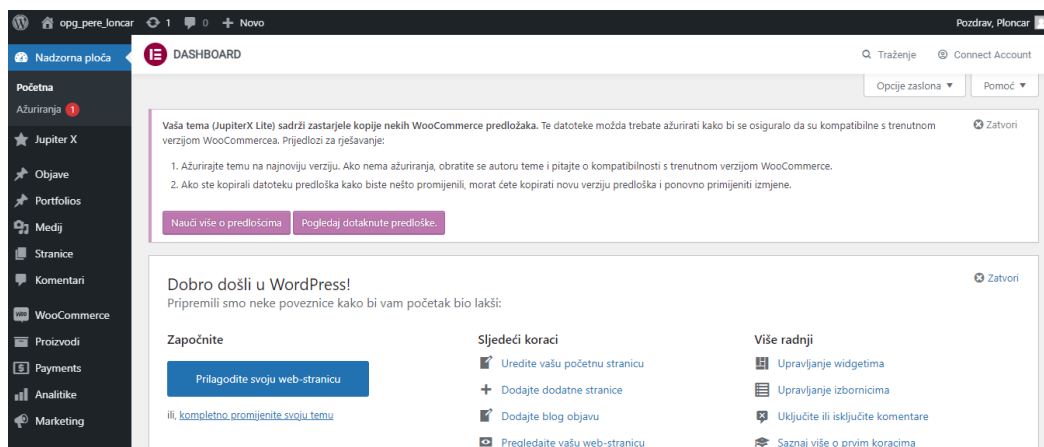 opg_pere_loncar 1 0 + Novo Pozdrav, Ploncar
Nadzorna ploča
DASHBOARD
Traženje
Connect Account
Početna
Ažuriranja 1
Opcije zaslona ▼
Pomoć ▼
Jupiter X
Objave
Portfolios
Medij
Stranice
Komentari
WooCommerce
Proizvodi
Payments
Analitike
Marketing
Vaša tema (JupiterX Lite) sadrži zastarjele kopije nekih WooCommerce predložaka. Te datoteke možda trebate ažurirati kako bi se osiguralo da su kompatibilne s trenutnom
verzijom WooCommercea. Prijedlozi za rješavanje:
Zatvori
1. Ažurirajte temu na najnoviju verziju. Ako nema ažuriranja, obratite se autoru teme i pitajte o kompatibilnosti s trenutnom verzijom WooCommerce.
2. Ako ste kopirali datoteku predloška kako biste nešto promijenili, morat ćete kopirati novu verziju predloška i ponovno primijeniti izmjene.
Nauči više o predlošcima
Pogledaj dotaknute predloške.
Dobro došli u WordPress!
Zatvori
Pripremili smo neke poveznice kako bi vam početak bio lakši:
Započnite
Prilagodite svoju web-stranicu
ili, kompletno promijenite svoju temu
Sljedeći koraci
Uredite vašu početnu stranicu
Dodajte dodatne stranice
Dodajte blog objavu
Pregledajte vašu web-stranicu
Više radnji
Upravljanje widgetima
Upravljanje izbornicima
Uključite ili isključite komentare
Saznaj više o prvim koracima